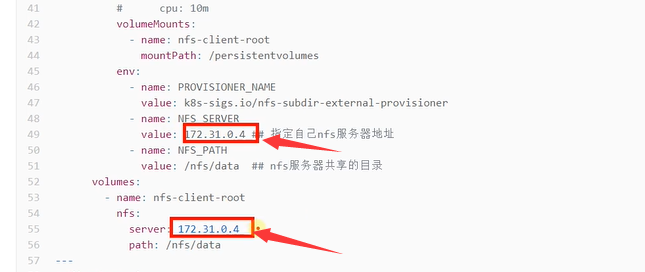 41 #     cpu: 10m
42 volumeMounts:
43 - name: nfs-client-root
44 mountPath: /persistentvolumes
45 env:
46 - name: PROVISIONER_NAME
47 value: k8s-sigs.io/nfs-subdir-external-provisioner
48 - name: NFS_SERVER
49 value: 172.31.0.4 ## 指定自己nfs服务器地址
50 - name: NFS_PATH
51 value: /nfs/data  ## nfs服务器共享的目录
52 volumes:
53 - name: nfs-client-root
54 nfs:
55 server: 172.31.0.4
56 path: /nfs/data
57 ---